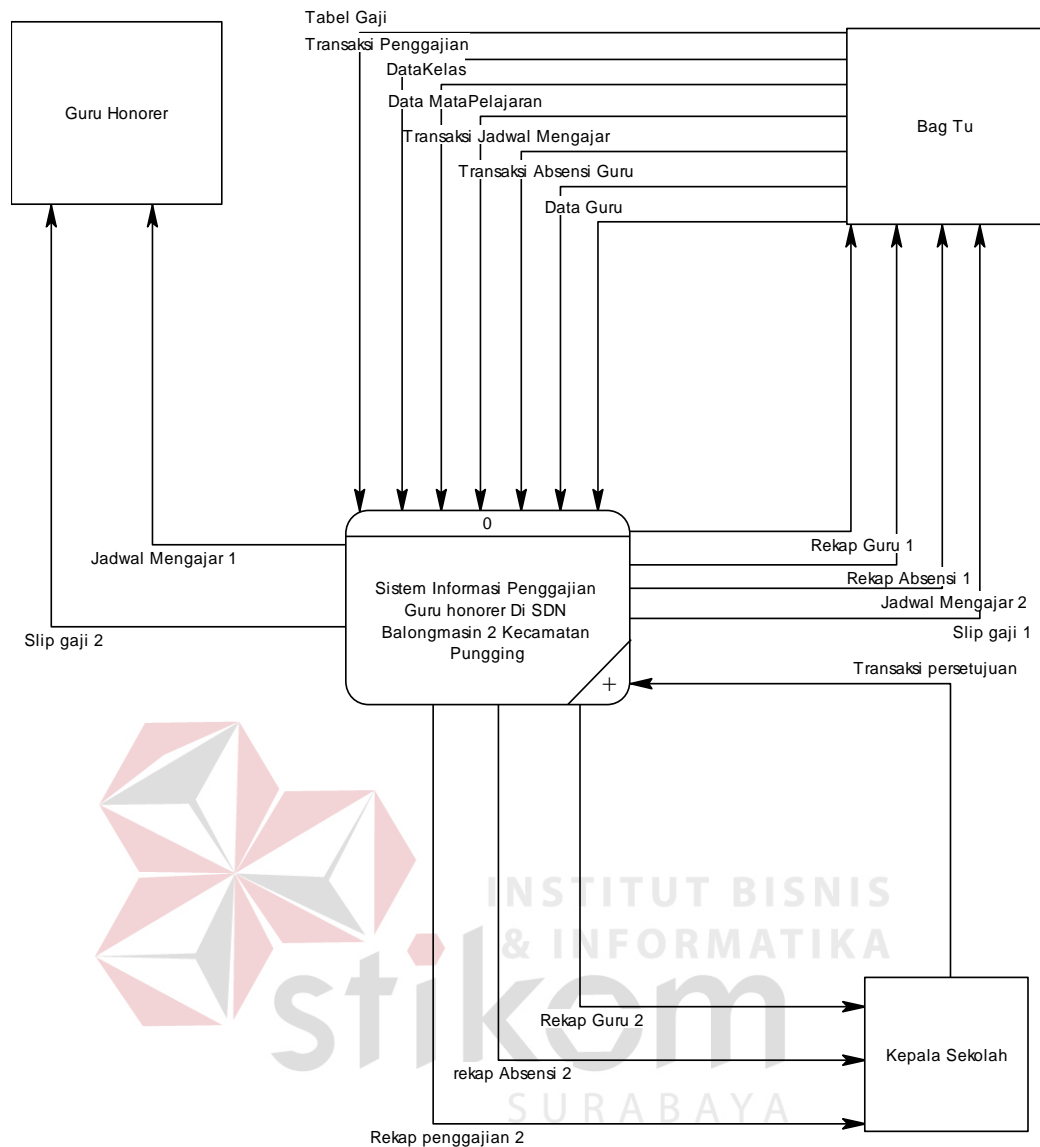 Tabel Gaji
Transaksi Penggajian
DataKelas
Data MataPelajaran
Transaksi Jadwal Mengajar
Transaksi Absensi Guru
Data Guru
Guru Honorer
Bag Tu
0
Sistem Informasi Penggajian
Guru honorer Di SDN
Balongmasin 2 Kecamatan
Pungging
+
Jadwal Mengajar 1
Slip gaji 2
Rekap Guru 1
Rekap Absensi 1
Jadwal Mengajar 2
Slip gaji 1
Transaksi persetujuan
INSTITUT BISNIS
& INFORMATIKA
stikom
SURABAYA
Rekap Guru 2
rekap Absensi 2
Rekap penggajian 2
Kepala Sekolah